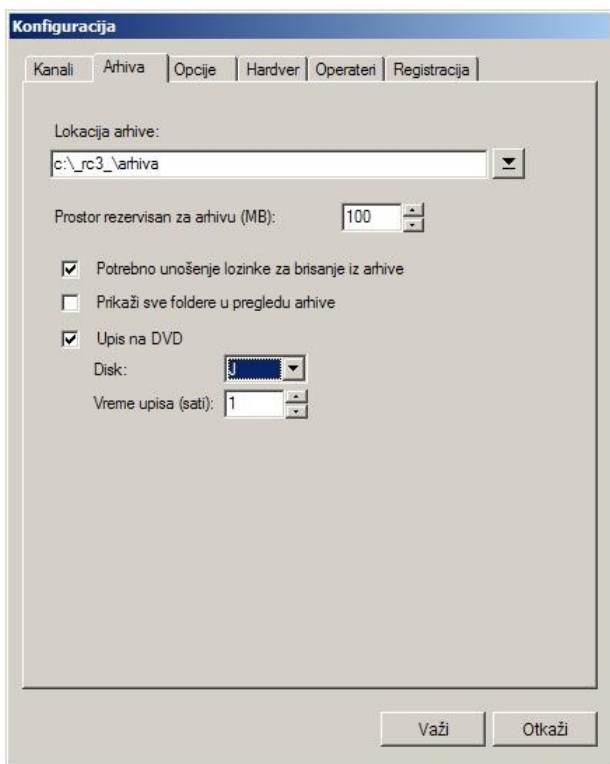 Konfiguracija
Kanali Arhiva Opcije Hardver Operateri Registracija
Lokacija arhive:
c:\_rc3_\arhiva
Prostor rezervisan za arhivu (MB): 100
Potrebno unošenje lozinke za brisanje iz arhive
Prikaži sve foldere u pregledu arhive
Upis na DVD
Disk: J
Vreme upisa (sati): 1
Važi Otkaži